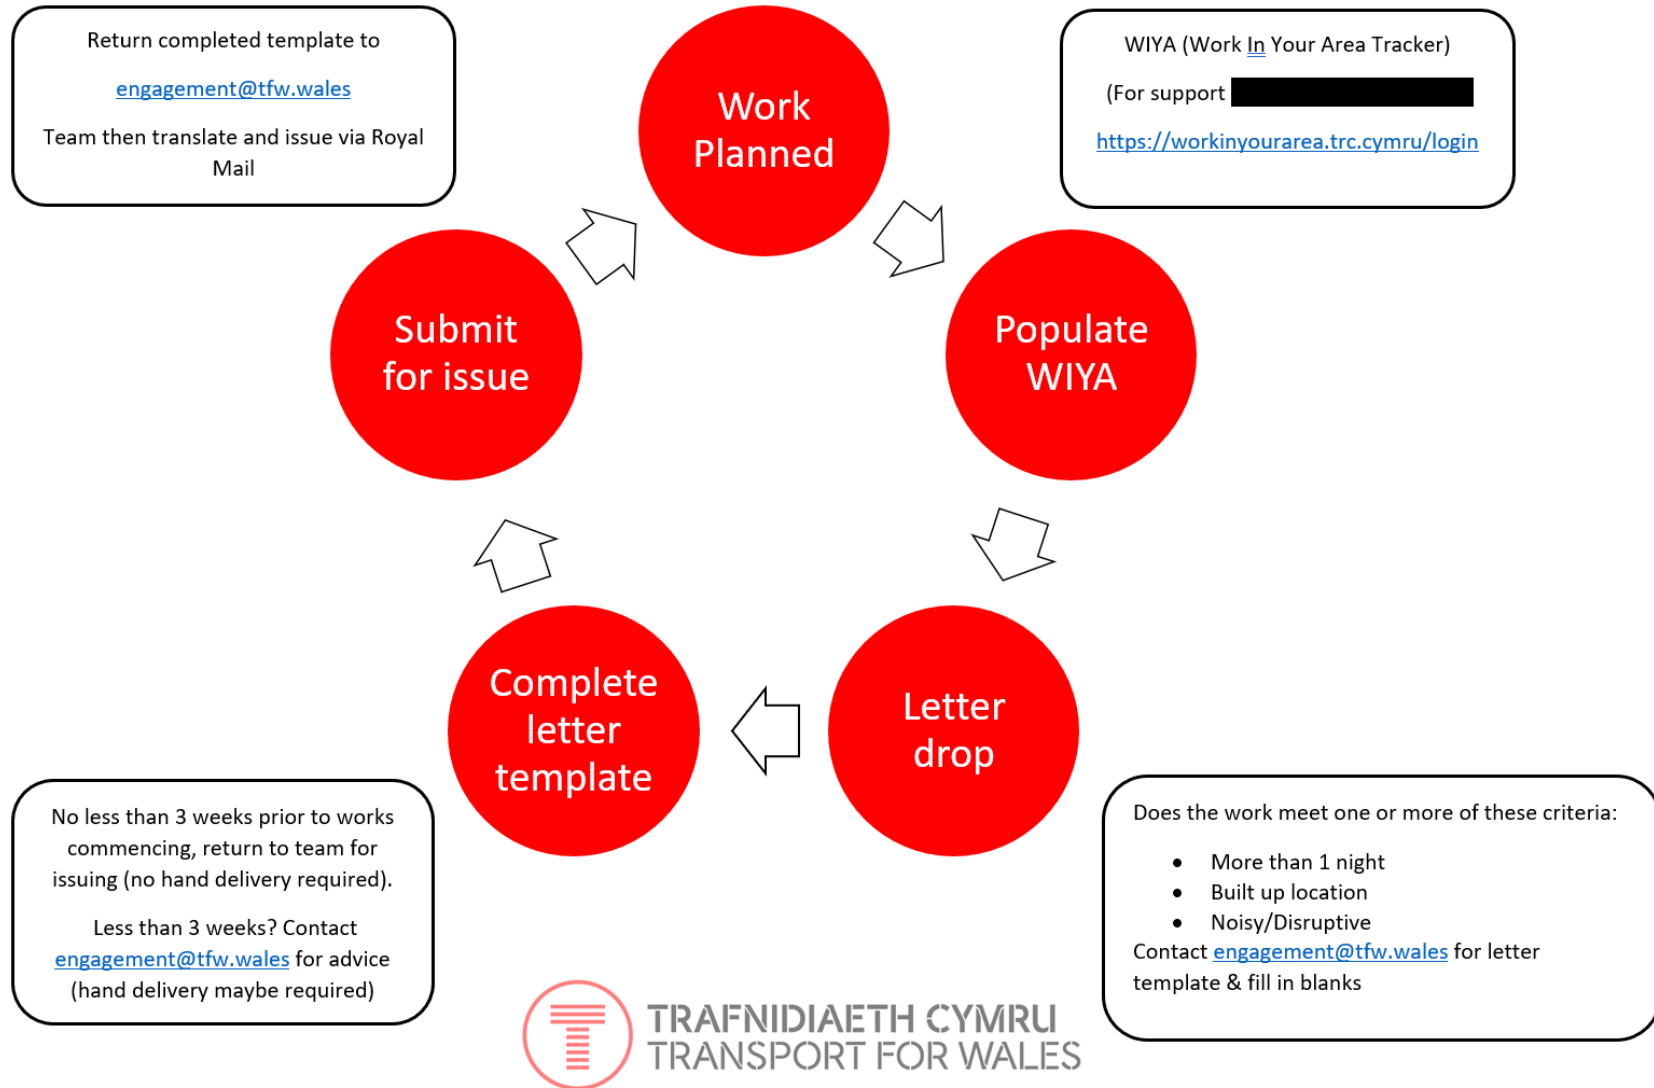 Return completed template to
engagement@tfw.wales
Team then translate and issue via Royal
Mail
Work
Planned
WIYA (Work In Your Area Tracker)
(For support
https://workinyourarea.trc.cymru/login
Submit
for issue
Populate
WIYA
Complete
letter
template
Letter
drop
No less than 3 weeks prior to works
commencing, return to team for
issuing (no hand delivery required).
Less than 3 weeks? Contact
engagement@tfw.wales for advice
(hand delivery maybe required)
Does the work meet one or more of these criteria:
• More than 1 night
• Built up location
• Noisy/Disruptive
Contact engagement@tfw.wales for letter
template & fill in blanks
TRAFNIDIAETH CYMRU
TRANSPORT FOR WALES